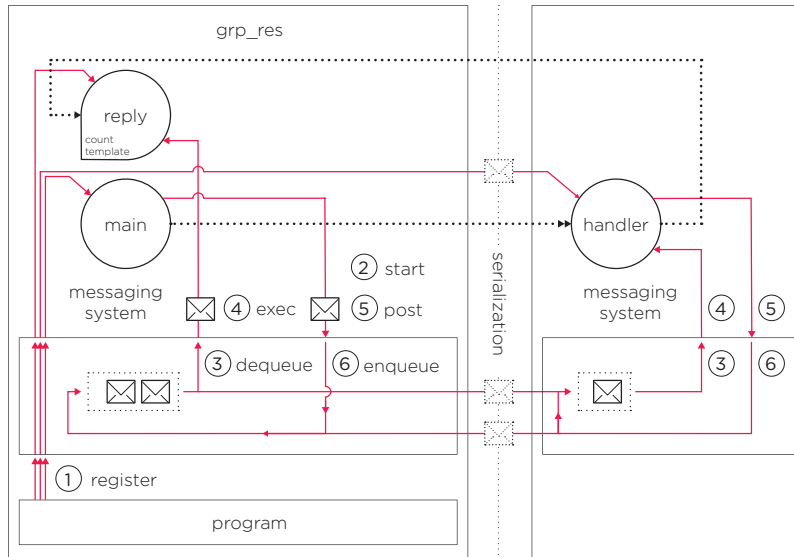 grp_res
reply
count
template
main
handler
② start
messaging
system
④ exec
⑤ post
serialization
messaging
system
④
⑤
③ dequeue
⑥ enqueue
③
⑥
① register
program